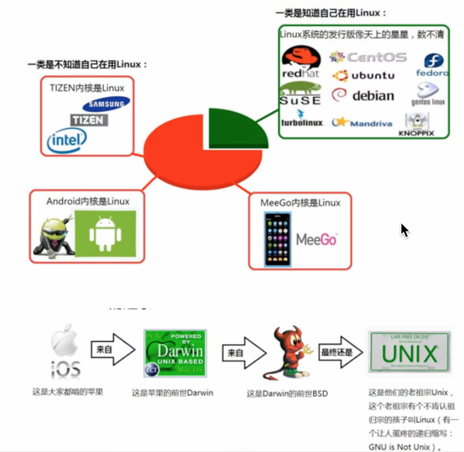 一类是知道自己在用Linux：
Linux系统的发行版像天上的星星，数不清
redhat
CentOS
fedora
ubuntu
SuSE
debian
gentoo linux
turbolinux
Mandriva
KNOPPIX
一类是不知道自己在用Linux：
TIZEN内核是Linux
SAMSUNG
TIZEN
intel
Android内核是Linux
MeeGo内核是Linux
MeeGo
iOS
来自
POWERED BY
Darwin
UNIX BASED
来自
最终还是
LIVE FREE OR DIE
UNIX
这是大家都啃的苹果
这是苹果的前世Darwin
这是Darwin的前世BSD
这是他们的老祖宗Unix，
这个老祖宗有个不肯认祖
归宗的孩子叫Linux（有一
个让人蛋疼的递归缩写：
GNU is Not Unix）。